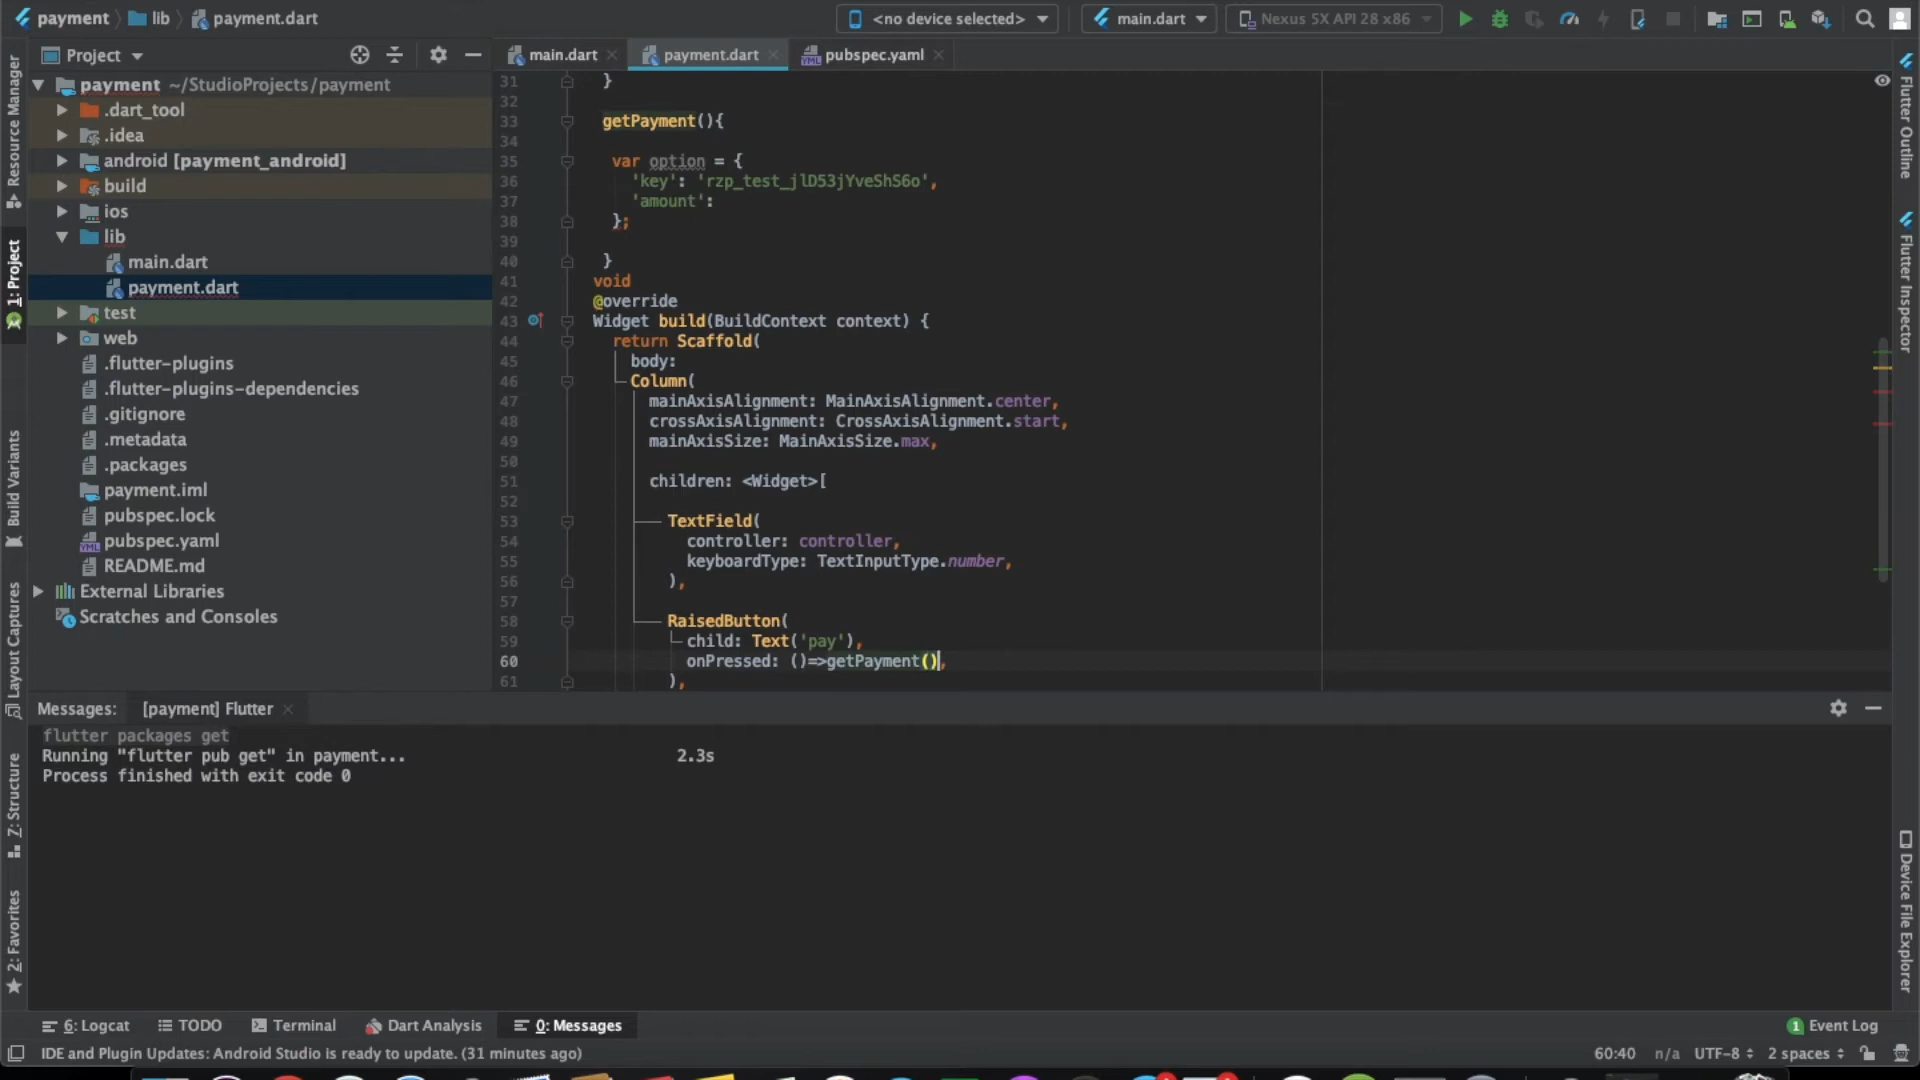 payment lib payment.dart <no device selected> main.dart Nexus 5X API 28 x86
Project
main.dart payment.dart pubspec.yaml
payment ~/StudioProjects/payment
.dart_tool
.idea
android [payment_android]
build
ios
lib
main.dart
payment.dart
test
web
.flutter-plugins
.flutter-plugins-dependencies
.gitignore
.metadata
.packages
payment.iml
pubspec.lock
pubspec.yaml
README.md
External Libraries
Scratches and Consoles
Resource Manager
1: Project
Build Variants
Layout Captures
Z: Structure
2: Favorites
31 }
32
33 getPayment(){
34
35 var option = {
36 'key': 'rzp_test_jlD53jYveShS6o',
37 'amount':
38 };
39
40 }
41 void
42 @override
43 Widget build(BuildContext context) {
44 return Scaffold(
45 body:
46 Column(
47 mainAxisAlignment: MainAxisAlignment.center,
48 crossAxisAlignment: CrossAxisAlignment.start,
49 mainAxisSize: MainAxisSize.max,
50
51 children: <Widget>[
52
53 TextField(
54 controller: controller,
55 keyboardType: TextInputType.number,
56 ),
57
58 RaisedButton(
59 child: Text('pay'),
60 onPressed: ()=>getPayment(),
61 ),
Flutter Outline
Flutter Inspector
Device File Explorer
Messages: [payment] Flutter
flutter packages get
Running "flutter pub get" in payment... 2.3s
Process finished with exit code 0
6: Logcat TODO Terminal Dart Analysis 0: Messages 1 Event Log
IDE and Plugin Updates: Android Studio is ready to update. (31 minutes ago) 60:40 n/a UTF-8 2 spaces